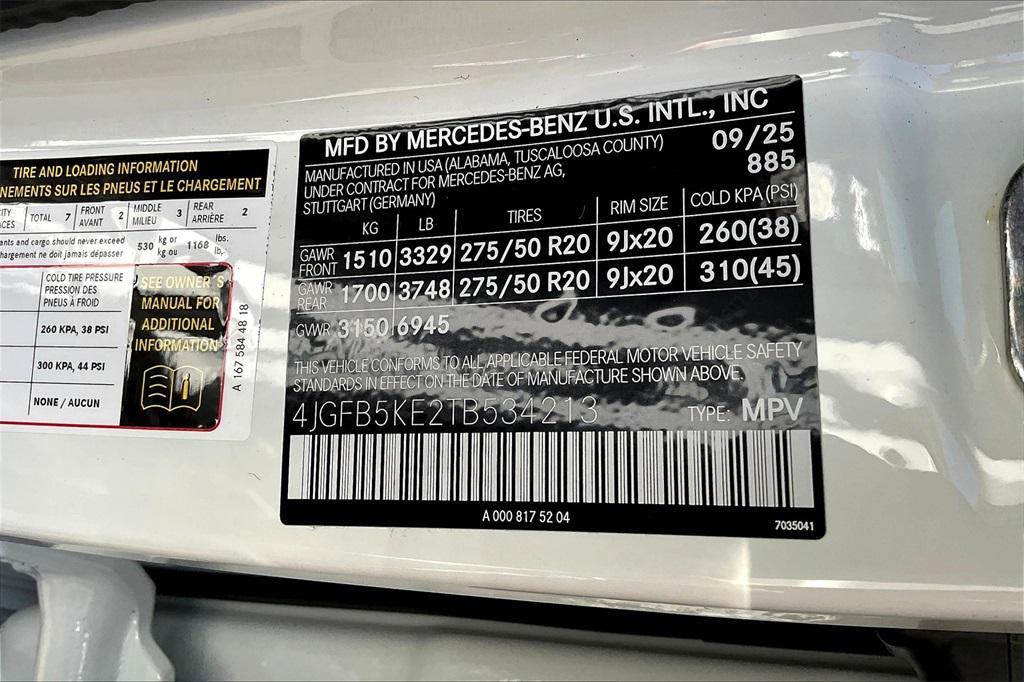 TIRE AND LOADING INFORMATION
NEMENTS SUR LES PNEUS ET LE CHARGEMENT
TOTAL 7 FRONT AVANT 2 MIDDLE MILIEU 3 REAR ARRIÈRE 2
ants and cargo should never exceed
hargement ne doit jamais dépasser
530 kg or kg ou 1168 lbs. lb.
COLD TIRE PRESSURE
PRESSION DES
PNEUS À FROID
260 KPA, 38 PSI
300 KPA, 44 PSI
NONE / AUCUN
SEE OWNER'S
MANUAL FOR
ADDITIONAL
INFORMATION
A 167 584 48 18
MFD BY MERCEDES-BENZ U.S. INTL., INC
MANUFACTURED IN USA (ALABAMA, TUSCALOOSA COUNTY)
UNDER CONTRACT FOR MERCEDES-BENZ AG,
STUTTGART (GERMANY)
09/25
885
KG LB TIRES RIM SIZE COLD KPA (PSI)
GAWR FRONT 1510 3329 275/50 R20 9Jx20 260(38)
GAWR REAR 1700 3748 275/50 R20 9Jx20 310(45)
GVWR 3150 6945
THIS VEHICLE CONFORMS TO ALL APPLICABLE FEDERAL MOTOR VEHICLE SAFETY
STANDARDS IN EFFECT ON THE DATE OF MANUFACTURE SHOWN ABOVE.
4JGFB5KE2TB534213 TYPE: MPV
A 000 817 52 04
7035041